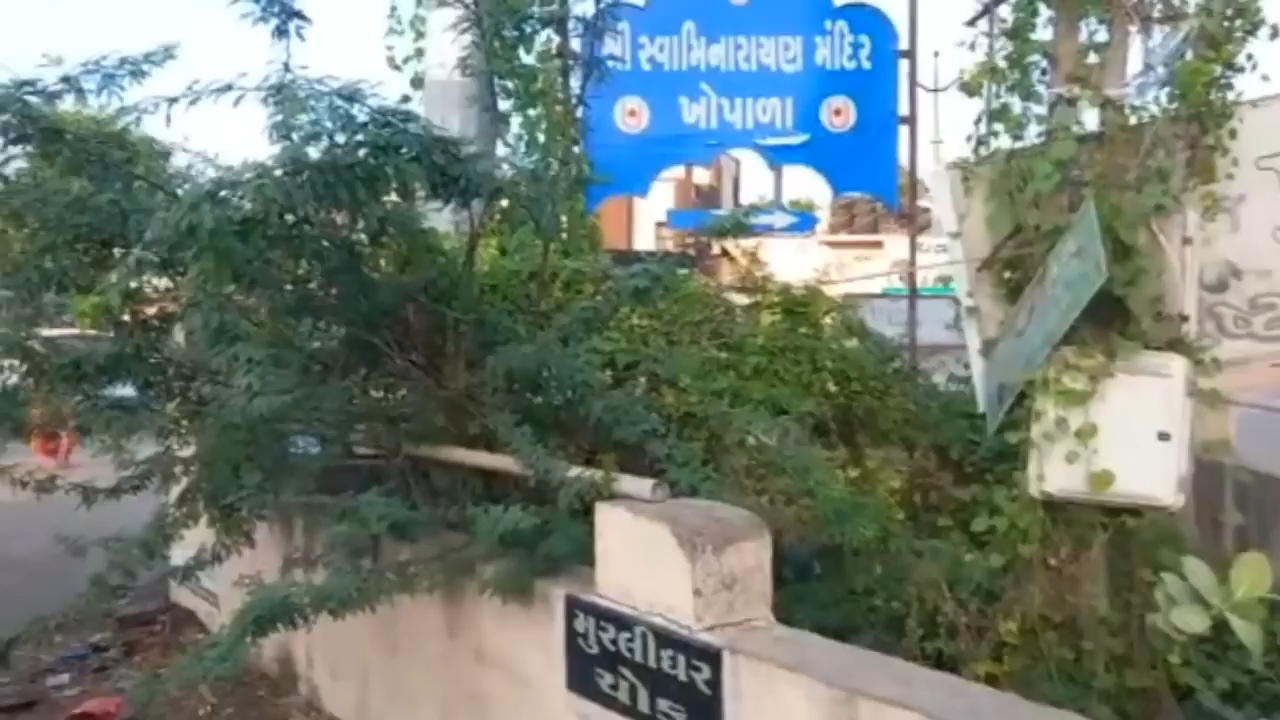 શ્રી સ્વામિનારાયણ મંદિર
ખોપાળા
મુરલીધર
ચોક